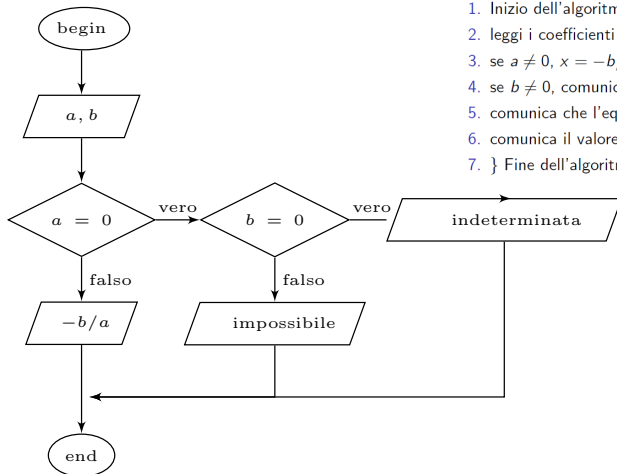 begin
a, b
a = 0
vero
b = 0
vero
indeterminata
falso
falso
−b/a
impossibile
end
1. Inizio dell'algoritm
2. leggi i coefficienti
3. se a ≠ 0, x = −b/
4. se b ≠ 0, comunic
5. comunica che l'eq
6. comunica il valore
7. } Fine dell'algoritm